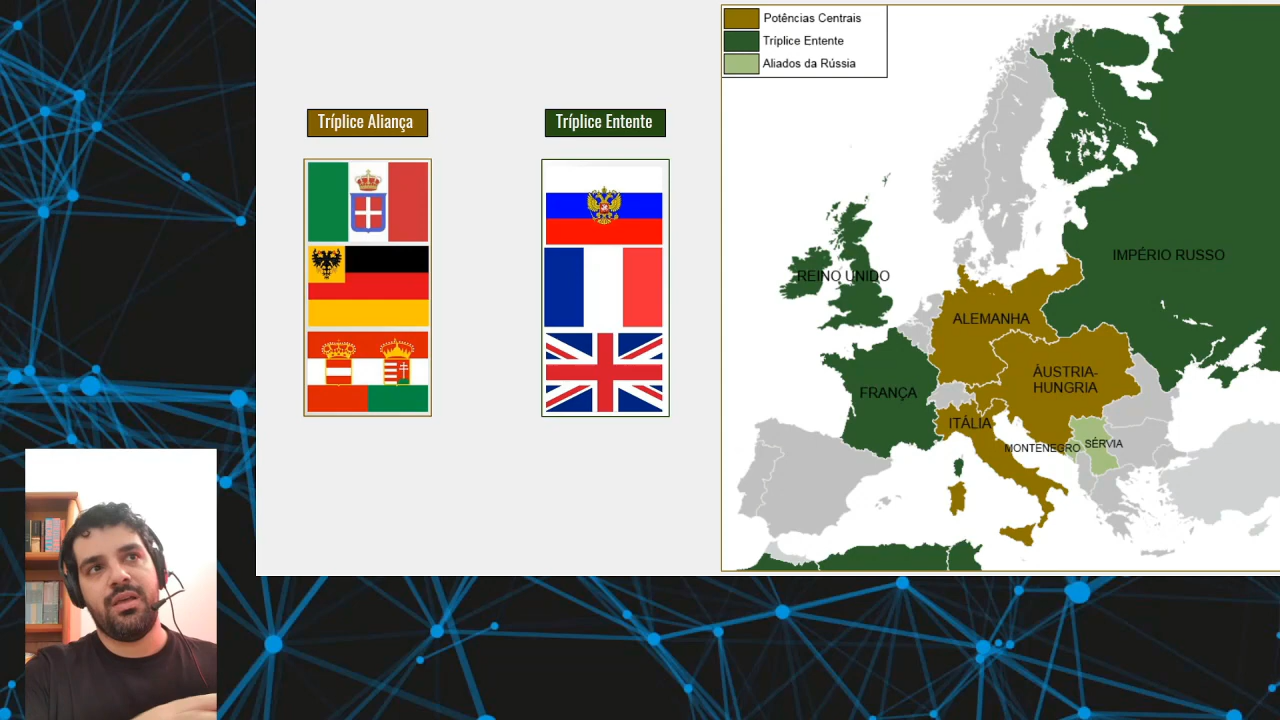 Potências Centrais
Tríplice Entente
Aliados da Rússia
Tríplice Aliança
Tríplice Entente
IMPÉRIO RUSSO
REINO UNIDO
ALEMANHA
ÁUSTRIA-
HUNGRIA
FRANÇA
ITÁLIA
MONTENEGRO
SÉRVIA